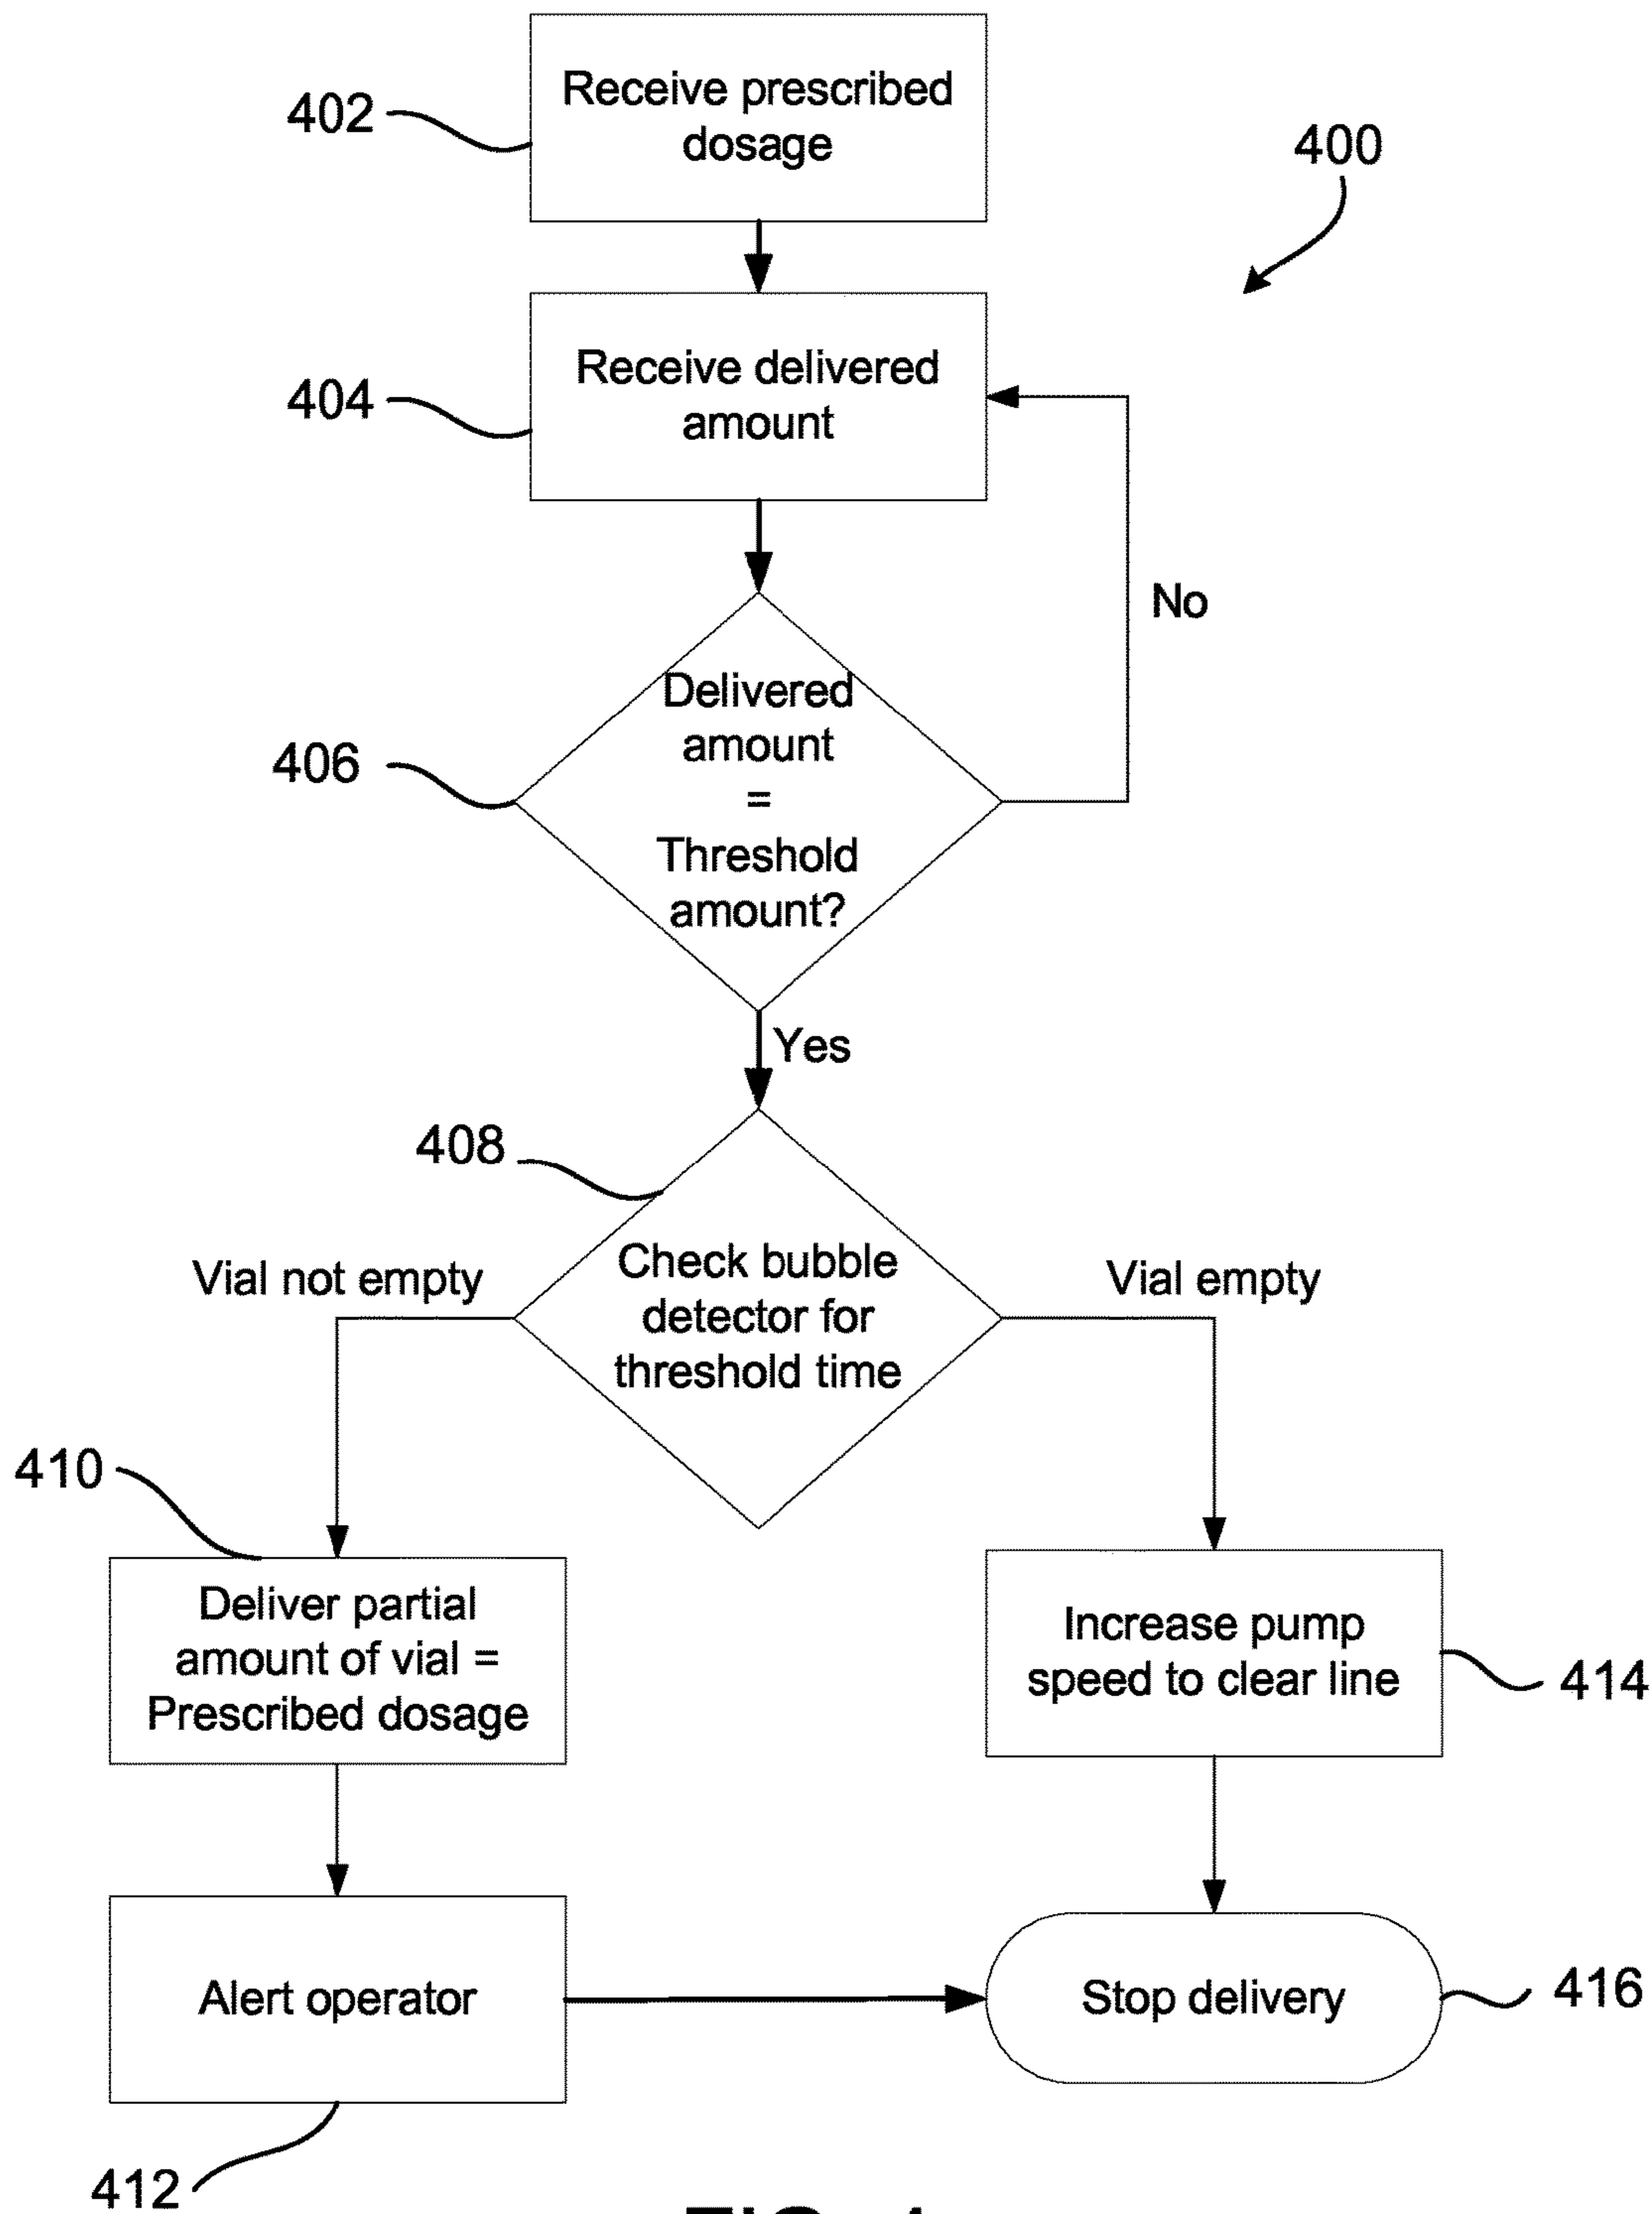 Receive prescribed
dosage
402
400
Receive delivered
amount
404
No
Delivered
amount
=
Threshold
amount?
406
Yes
408
Vial not empty
Check bubble
detector for
threshold time
Vial empty
410
Deliver partial
amount of vial =
Prescribed dosage
Increase pump
speed to clear line
414
Alert operator
Stop delivery
416
412